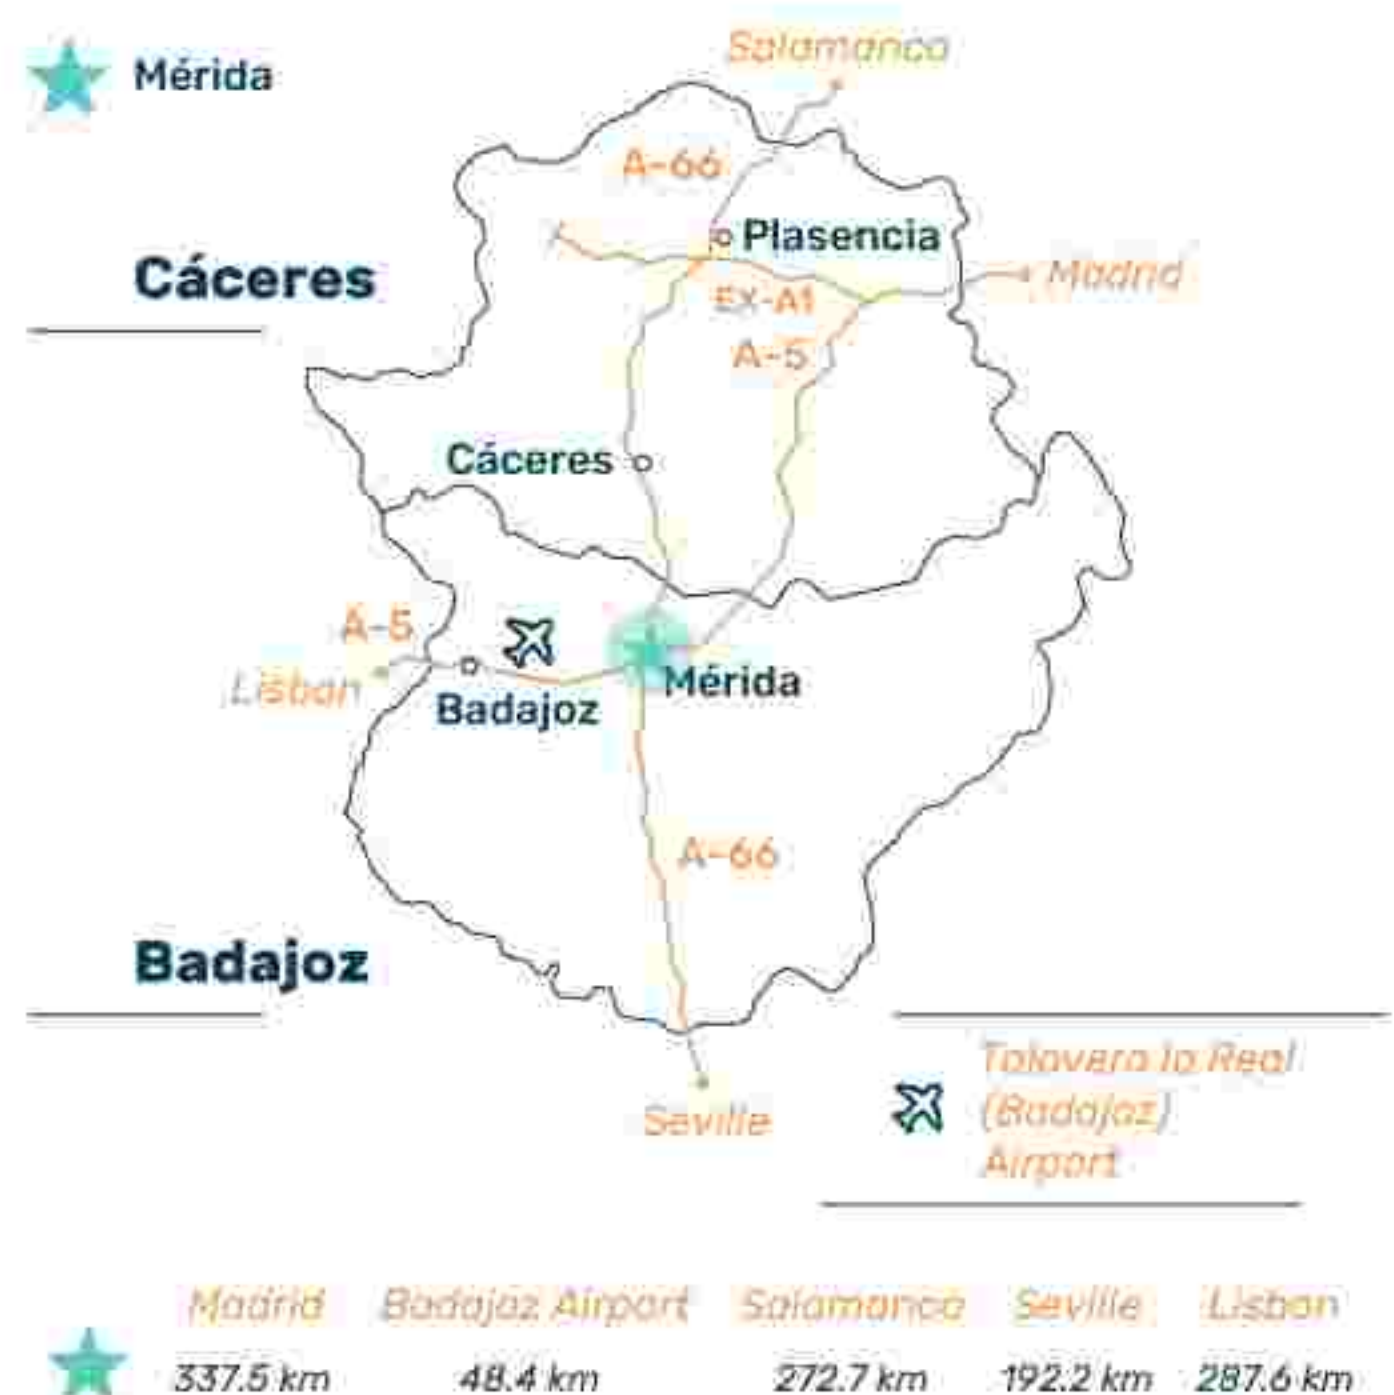 Salamanca
Mérida
A-66
Plasencia
Cáceres
Madrid
EX-A1
A-5
Cáceres
A-5
Lisbon
Mérida
Badajoz
A-66
Badajoz
Talavera la Real
(Badajoz)
Airport
Seville
Madrid Badajoz Airport Salamanca Seville Lisbon
337.5 km 48.4 km 272.7 km 192.2 km 287.6 km